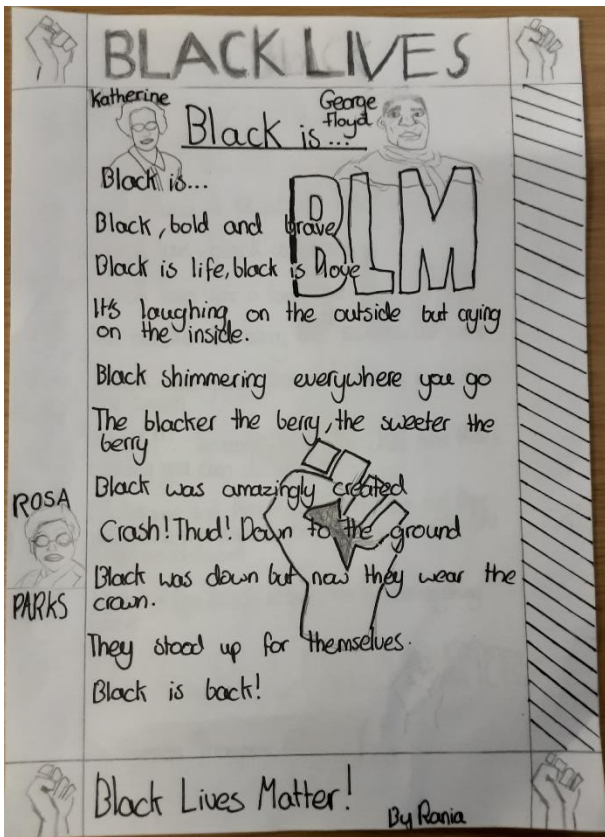 BLACK LIVES
Katherine
George
Floyd
Black is...
Black is...
BLM
Black, bold and brave
Black is life, black is love
It's laughing on the outside but crying
on the inside.
Black shimmering everywhere you go
The blacker the berry, the sweeter the
berry
Black was amazingly created
Crash! Thud! Down to the ground
Black was down but now they wear the
crown.
They stood up for themselves.
Black is back!
ROSA
PARKS
Black Lives Matter!
By Rania